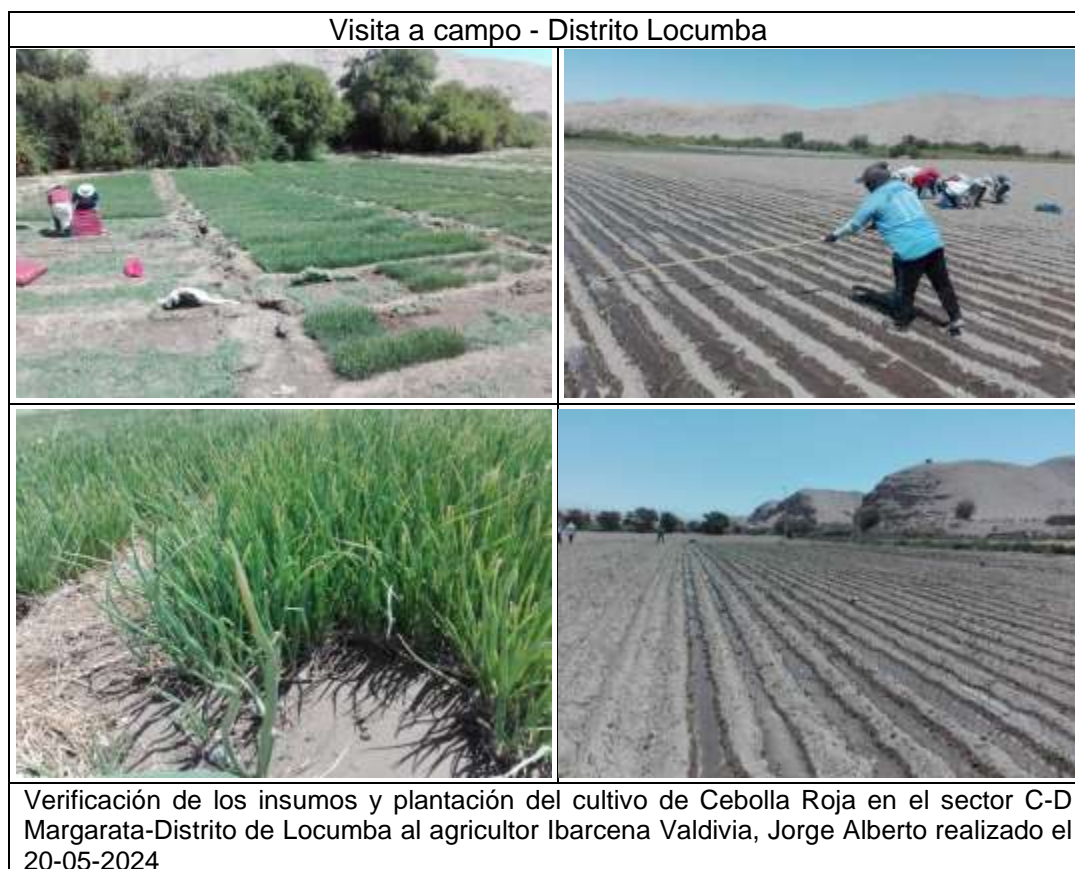 Visita a campo - Distrito Locumba
Verificación de los insumos y plantación del cultivo de Cebolla Roja en el sector C-D
Margarata-Distrito de Locumba al agricultor Ibarcena Valdivia, Jorge Alberto realizado el
20-05-2024